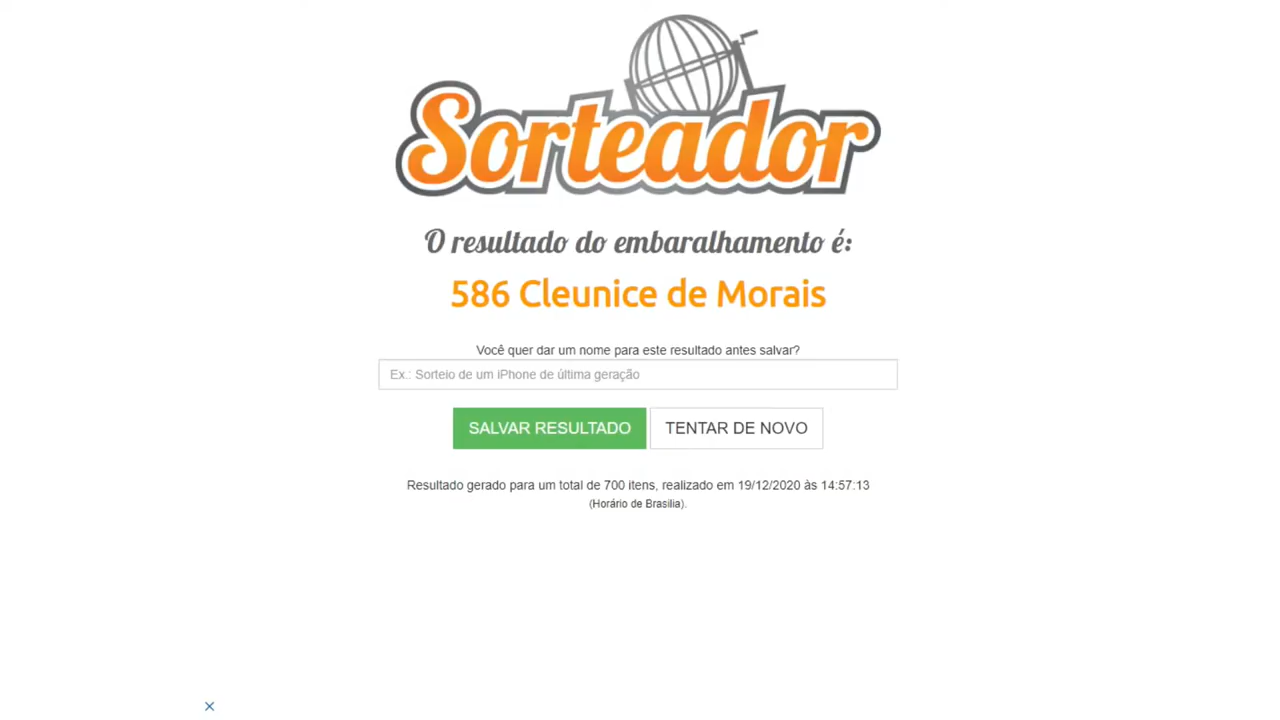 Sorteador
O resultado do embaralhamento é:
586 Cleunice de Morais
Você quer dar um nome para este resultado antes salvar?
Ex.: Sorteio de um iPhone de última geração
SALVAR RESULTADO TENTAR DE NOVO
Resultado gerado para um total de 700 itens, realizado em 19/12/2020 às 14:57:13
(Horário de Brasília).